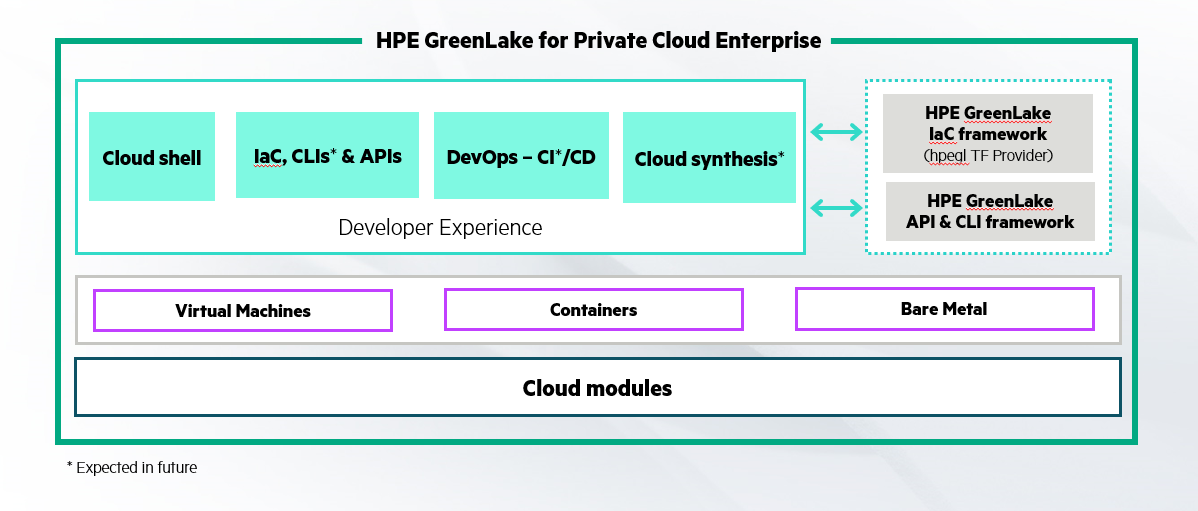 HPE GreenLake for Private Cloud Enterprise
Cloud shell
IaC, CLIs* & APIs
DevOps – CI*/CD
Cloud synthesis*
Developer Experience
HPE GreenLake
IaC framework
(hpegl TF Provider)
HPE GreenLake
API & CLI framework
Virtual Machines
Containers
Bare Metal
Cloud modules
* Expected in future